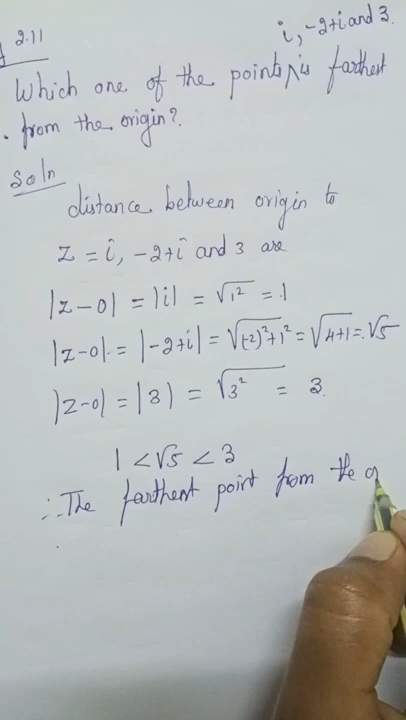 2.11
i, -2+i and 3.
Which one of the points ∧ is farthest
from the origin?
Soln
distance between origin to
z = i, -2+i and 3 are
|z-0| = |i| = √1² = 1
|z-0| = |-2+i| = √(-2)²+1² = √4+1 = √5
|z-0| = |3| = √3² = 3.
1 < √5 < 3
∴ The farthest point from the